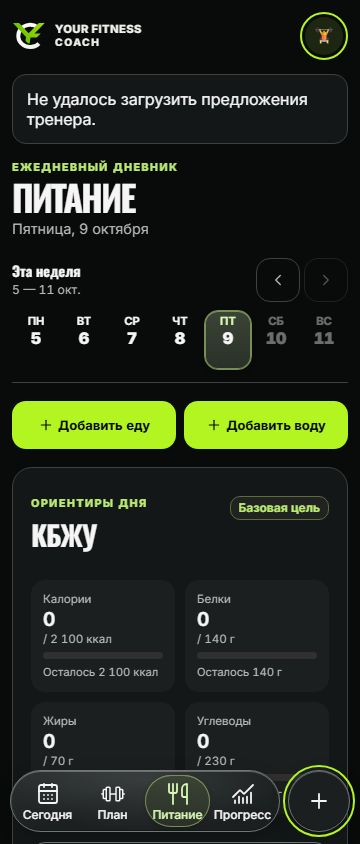 YOUR FITNESS
COACH
Не удалось загрузить предложения
тренера.
ЕЖЕДНЕВНЫЙ ДНЕВНИК
ПИТАНИЕ
Пятница, 9 октября
Эта неделя
5 — 11 окт.
ПН ВТ СР ЧТ ПТ СБ ВС
5 6 7 8 9 10 11
+ Добавить еду + Добавить воду
ОРИЕНТИРЫ ДНЯ
Базовая цель
КБЖУ
Калории Белки
0 0
/ 2 100 ккал / 140 г
Осталось 2 100 ккал Осталось 140 г
Жиры Углеводы
0 0
/ 70 г / 230 г
Сегодня План Питание Прогресс
+